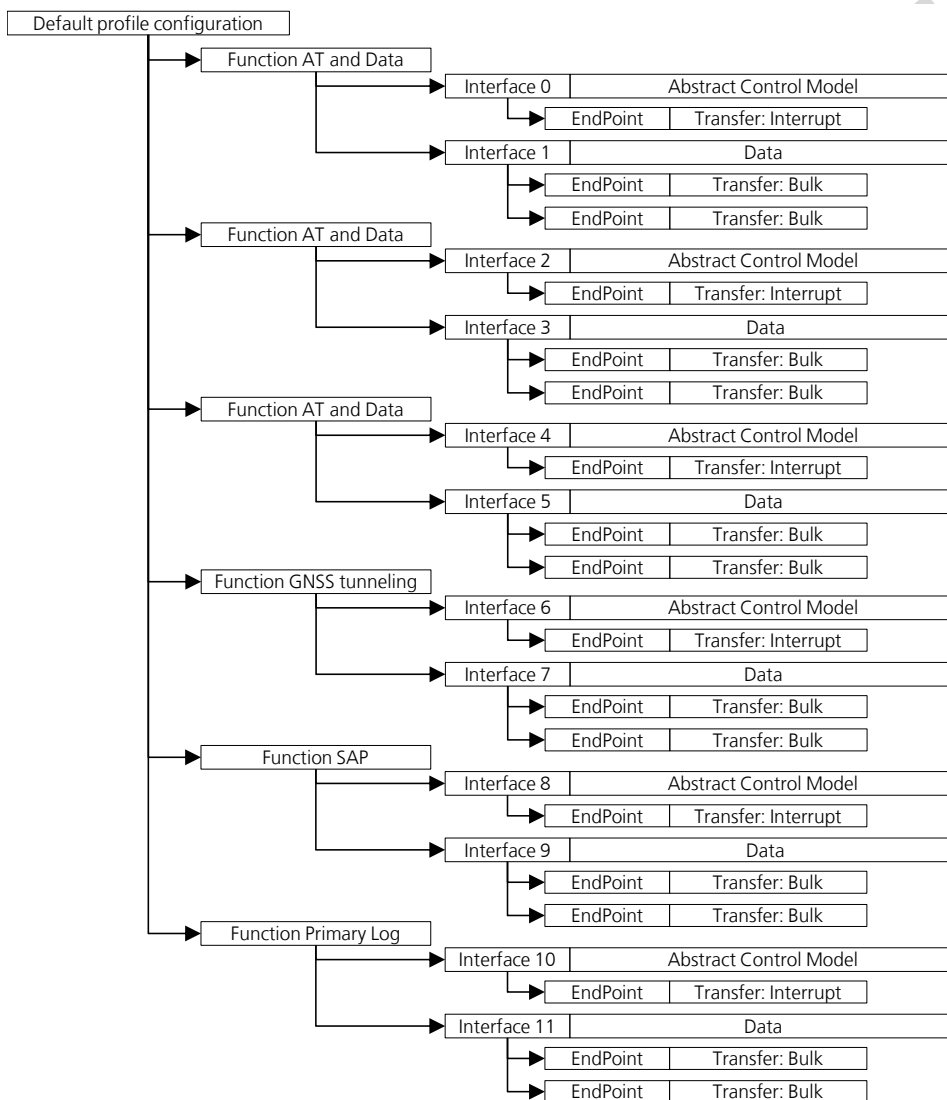 Default profile configuration
Function AT and Data
Interface 0 Abstract Control Model
EndPoint Transfer: Interrupt
Interface 1 Data
EndPoint Transfer: Bulk
EndPoint Transfer: Bulk
Function AT and Data
Interface 2 Abstract Control Model
EndPoint Transfer: Interrupt
Interface 3 Data
EndPoint Transfer: Bulk
EndPoint Transfer: Bulk
Function AT and Data
Interface 4 Abstract Control Model
EndPoint Transfer: Interrupt
Interface 5 Data
EndPoint Transfer: Bulk
EndPoint Transfer: Bulk
Function GNSS tunneling
Interface 6 Abstract Control Model
EndPoint Transfer: Interrupt
Interface 7 Data
EndPoint Transfer: Bulk
EndPoint Transfer: Bulk
Function SAP
Interface 8 Abstract Control Model
EndPoint Transfer: Interrupt
Interface 9 Data
EndPoint Transfer: Bulk
EndPoint Transfer: Bulk
Function Primary Log
Interface 10 Abstract Control Model
EndPoint Transfer: Interrupt
Interface 11 Data
EndPoint Transfer: Bulk
EndPoint Transfer: Bulk